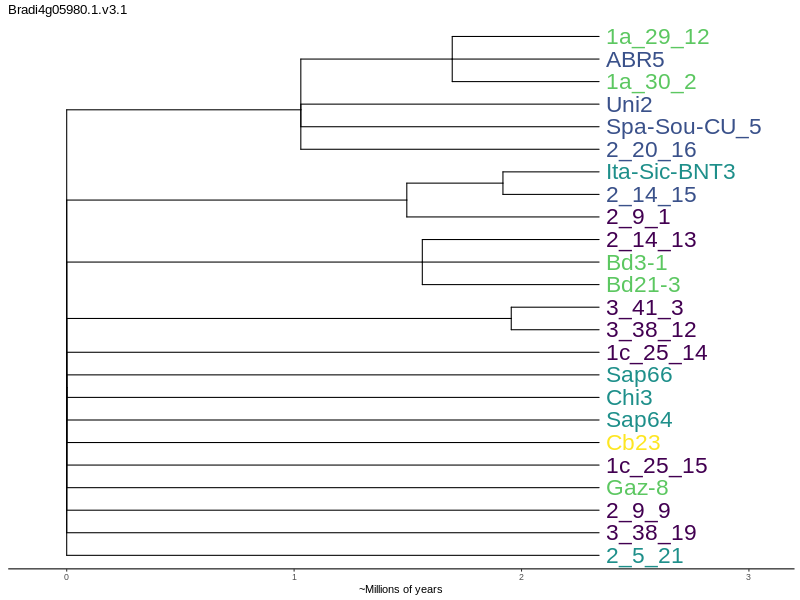 Bradi4g05980.1.v3.1
1a_29_12
ABR5
1a_30_2
Uni2
Spa-Sou-CU_5
2_20_16
Ita-Sic-BNT3
2_14_15
2_9_1
2_14_13
Bd3-1
Bd21-3
3_41_3
3_38_12
1c_25_14
Sap66
Chi3
Sap64
Cb23
1c_25_15
Gaz-8
2_9_9
3_38_19
2_5_21
0 1 2 3
~Millions of years